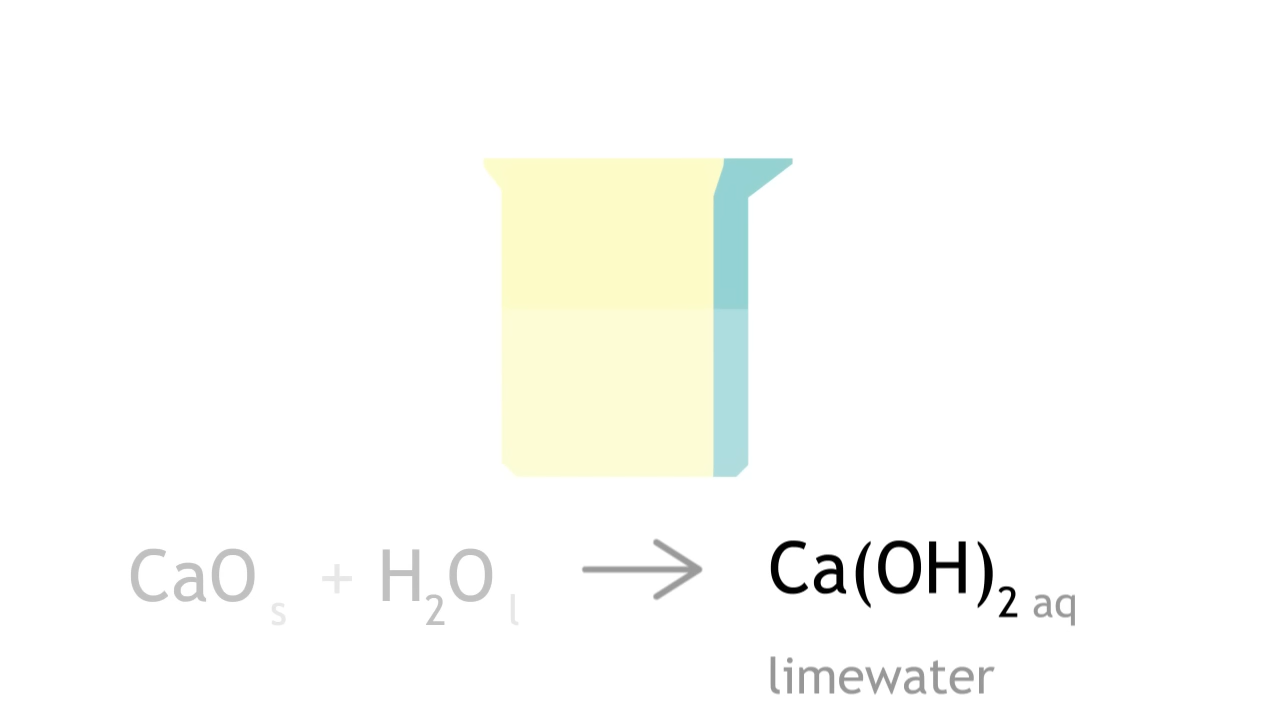 CaO s + H2O l → Ca(OH)2 aq
limewater